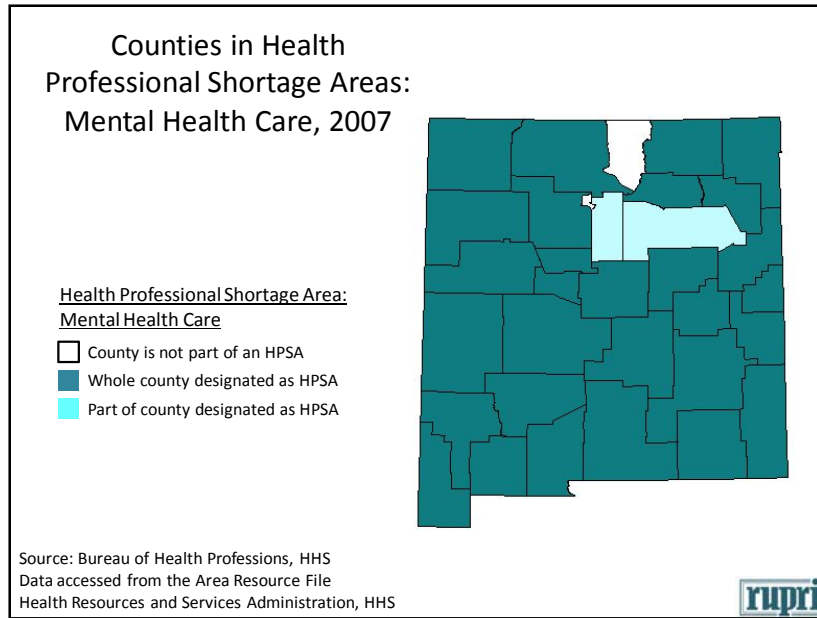 Counties in Health
Professional Shortage Areas:
Mental Health Care, 2007
Health Professional Shortage Area:
Mental Health Care
County is not part of an HPSA
Whole county designated as HPSA
Part of county designated as HPSA
Source: Bureau of Health Professions, HHS
Data accessed from the Area Resource File
Health Resources and Services Administration, HHS
rupri